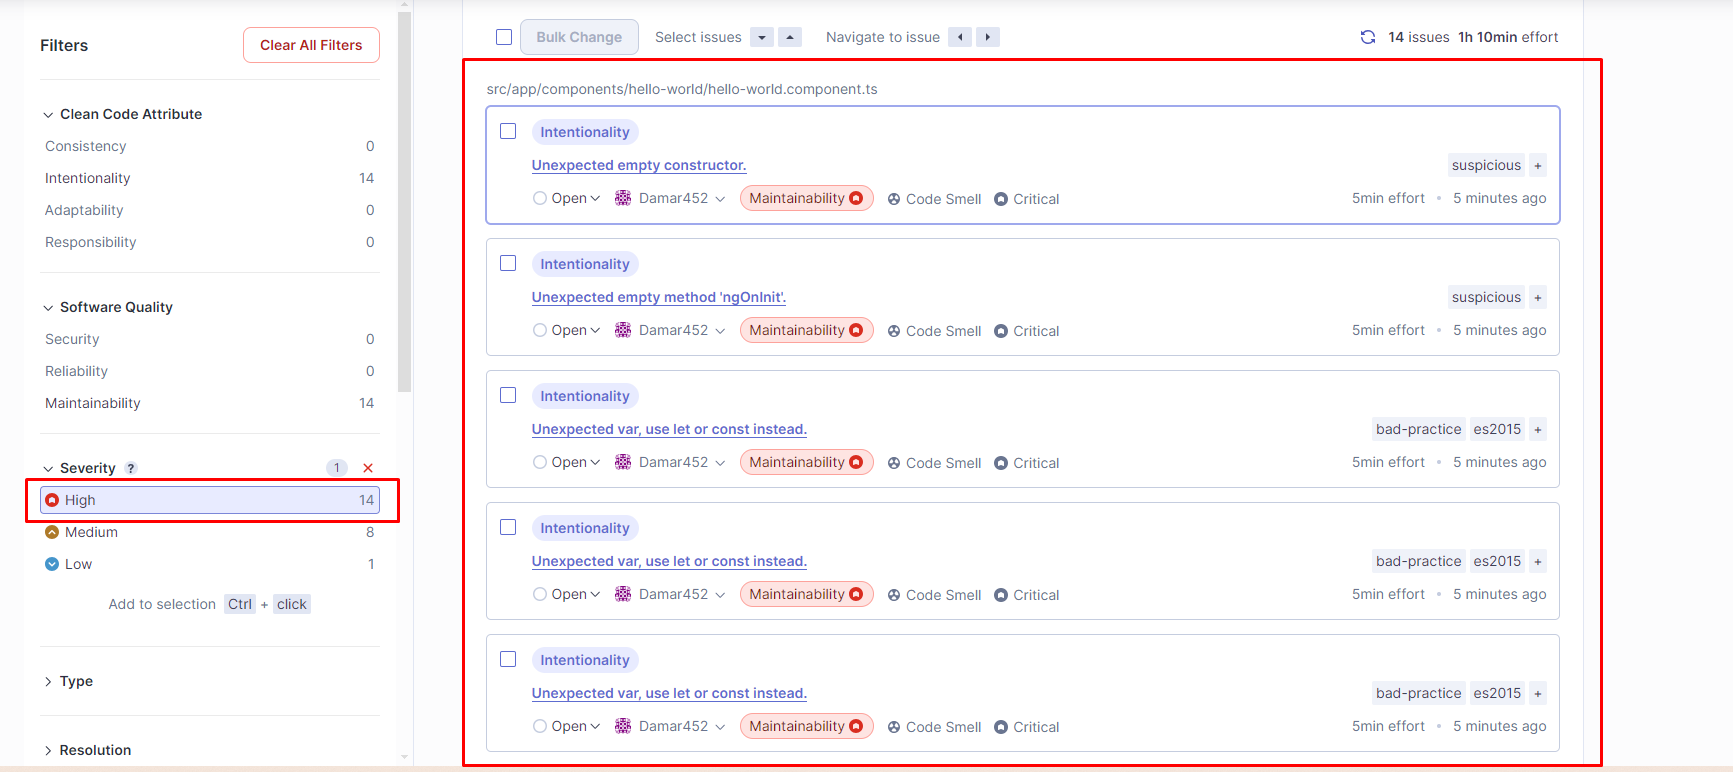 Filters
Clear All Filters
Clean Code Attribute
Consistency 0
Intentionality 14
Adaptability 0
Responsibility 0
Software Quality
Security 0
Reliability 0
Maintainability 14
Severity ? 1
High 14
Medium 8
Low 1
Add to selection Ctrl + click
Type
Resolution
Bulk Change Select issues Navigate to issue 14 issues 1h 10min effort
src/app/components/hello-world/hello-world.component.ts
Intentionality
Unexpected empty constructor. suspicious +
Open Damar452 Maintainability Code Smell Critical 5min effort • 5 minutes ago
Intentionality
Unexpected empty method 'ngOnInit'. suspicious +
Open Damar452 Maintainability Code Smell Critical 5min effort • 5 minutes ago
Intentionality
Unexpected var, use let or const instead. bad-practice es2015 +
Open Damar452 Maintainability Code Smell Critical 5min effort • 5 minutes ago
Intentionality
Unexpected var, use let or const instead. bad-practice es2015 +
Open Damar452 Maintainability Code Smell Critical 5min effort • 5 minutes ago
Intentionality
Unexpected var, use let or const instead. bad-practice es2015 +
Open Damar452 Maintainability Code Smell Critical 5min effort • 5 minutes ago